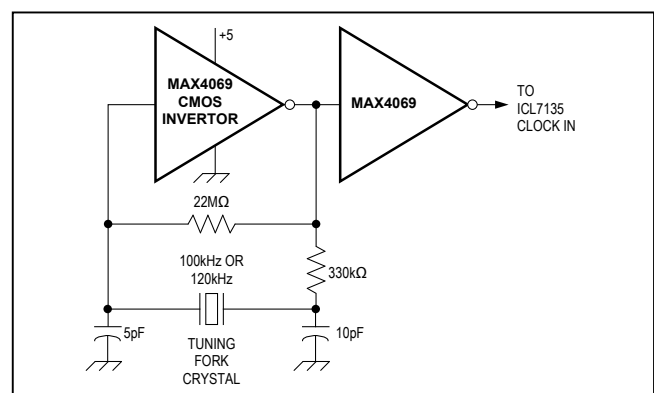 +5
MAX4069
CMOS
INVERTOR
MAX4069
TO
ICL7135
CLOCK IN
22MΩ
100kHz OR
120kHz
330kΩ
5pF
10pF
TUNING
FORK
CRYSTAL